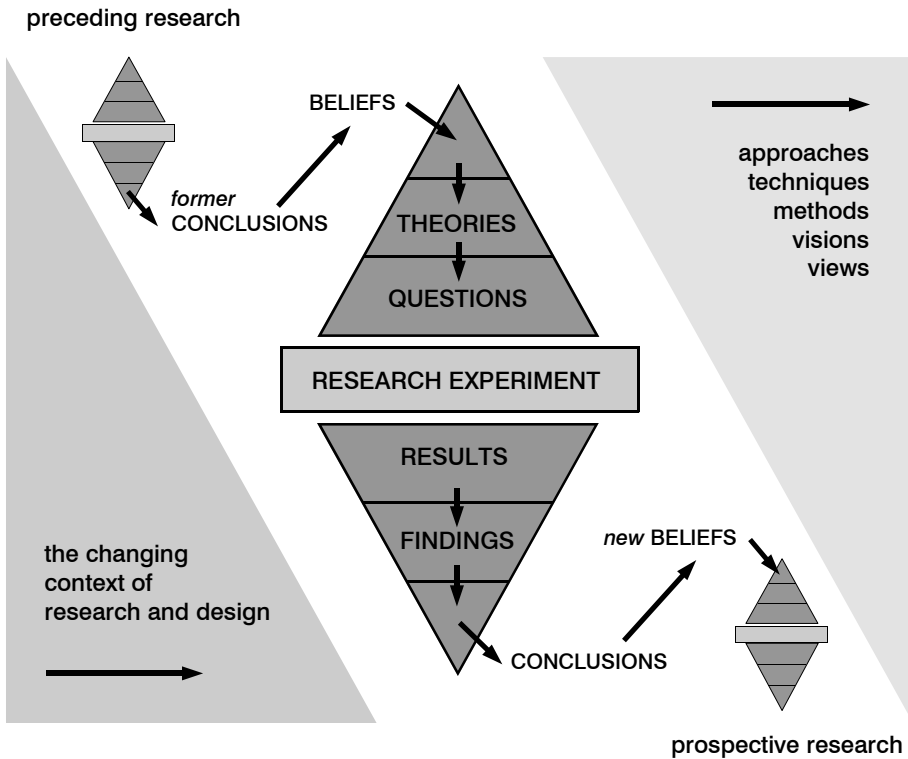 preceding research
BELIEFS
former
CONCLUSIONS
THEORIES
QUESTIONS
RESEARCH EXPERIMENT
RESULTS
FINDINGS
CONCLUSIONS
new BELIEFS
approaches
techniques
methods
visions
views
the changing
context of
research and design
prospective research